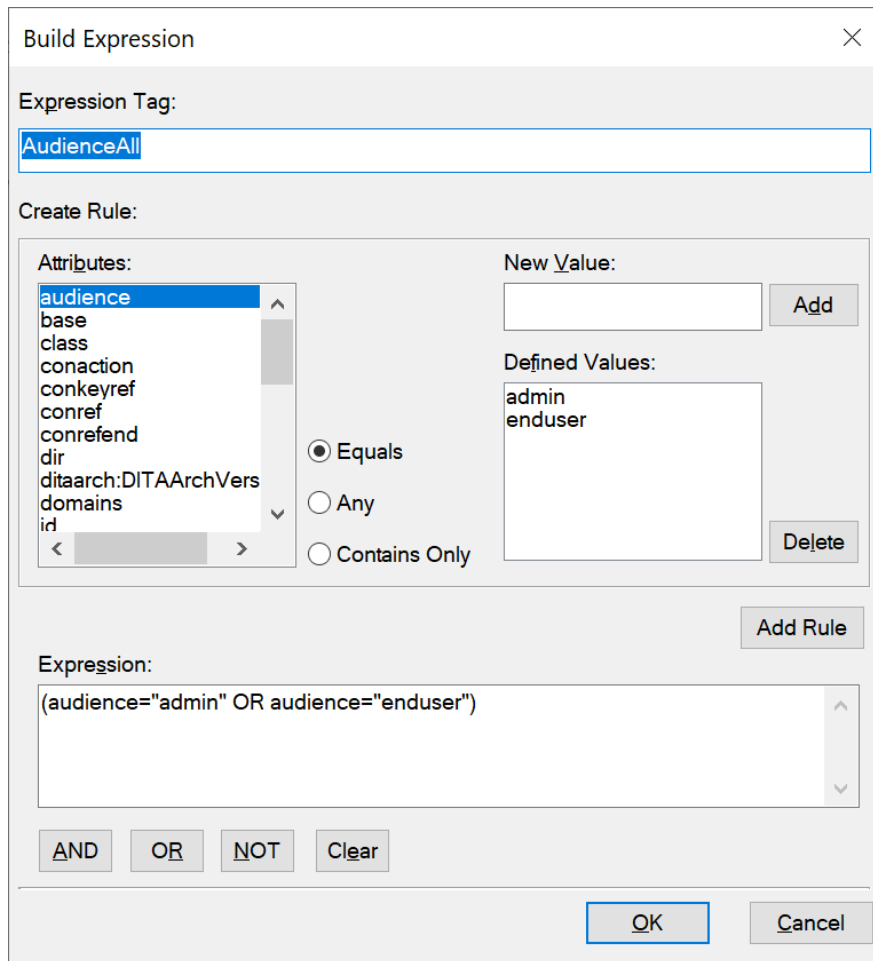 Build Expression
Expression Tag:
AudienceAll
Create Rule:
Attributes:
audience
base
class
conaction
conkeyref
conref
conrefend
dir
ditaarch:DITAArchVers
domains
id
Equals
Any
Contains Only
New Value:
Add
Defined Values:
admin
enduser
Delete
Add Rule
Expression:
(audience="admin" OR audience="enduser")
AND OR NOT Clear
OK Cancel